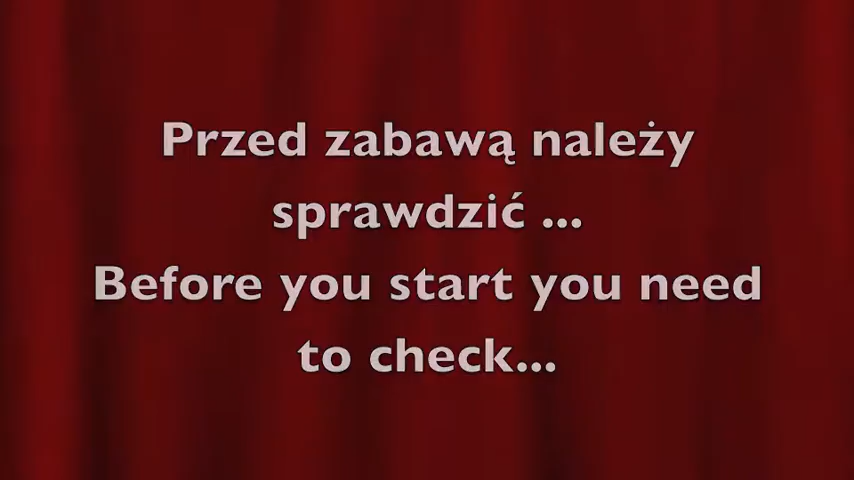 Przed zabawą należy
sprawdzić ...
Before you start you need
to check...